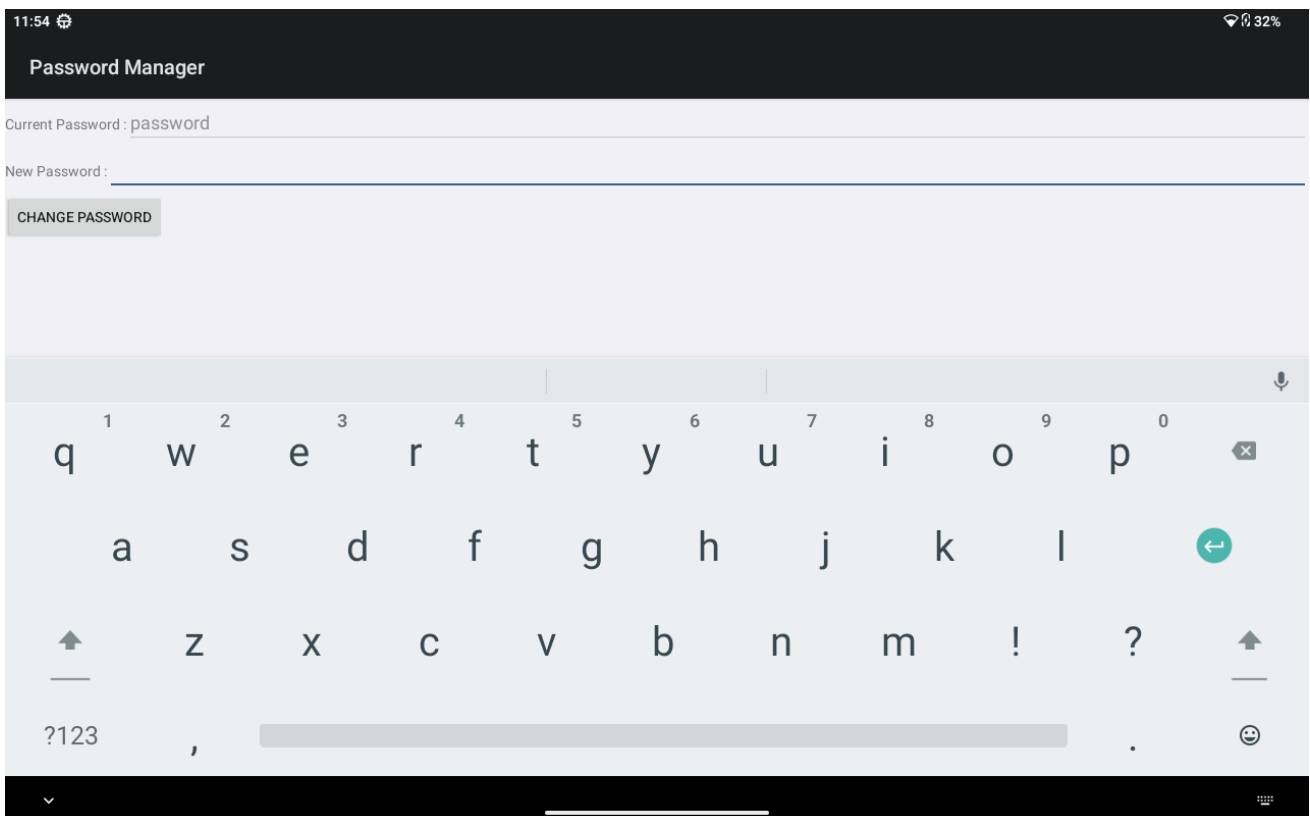 11:54 32%
Password Manager
Current Password : password
New Password :
CHANGE PASSWORD
1 2 3 4 5 6 7 8 9 0
q w e r t y u i o p
a s d f g h j k l
z x c v b n m ! ?
?123 , .